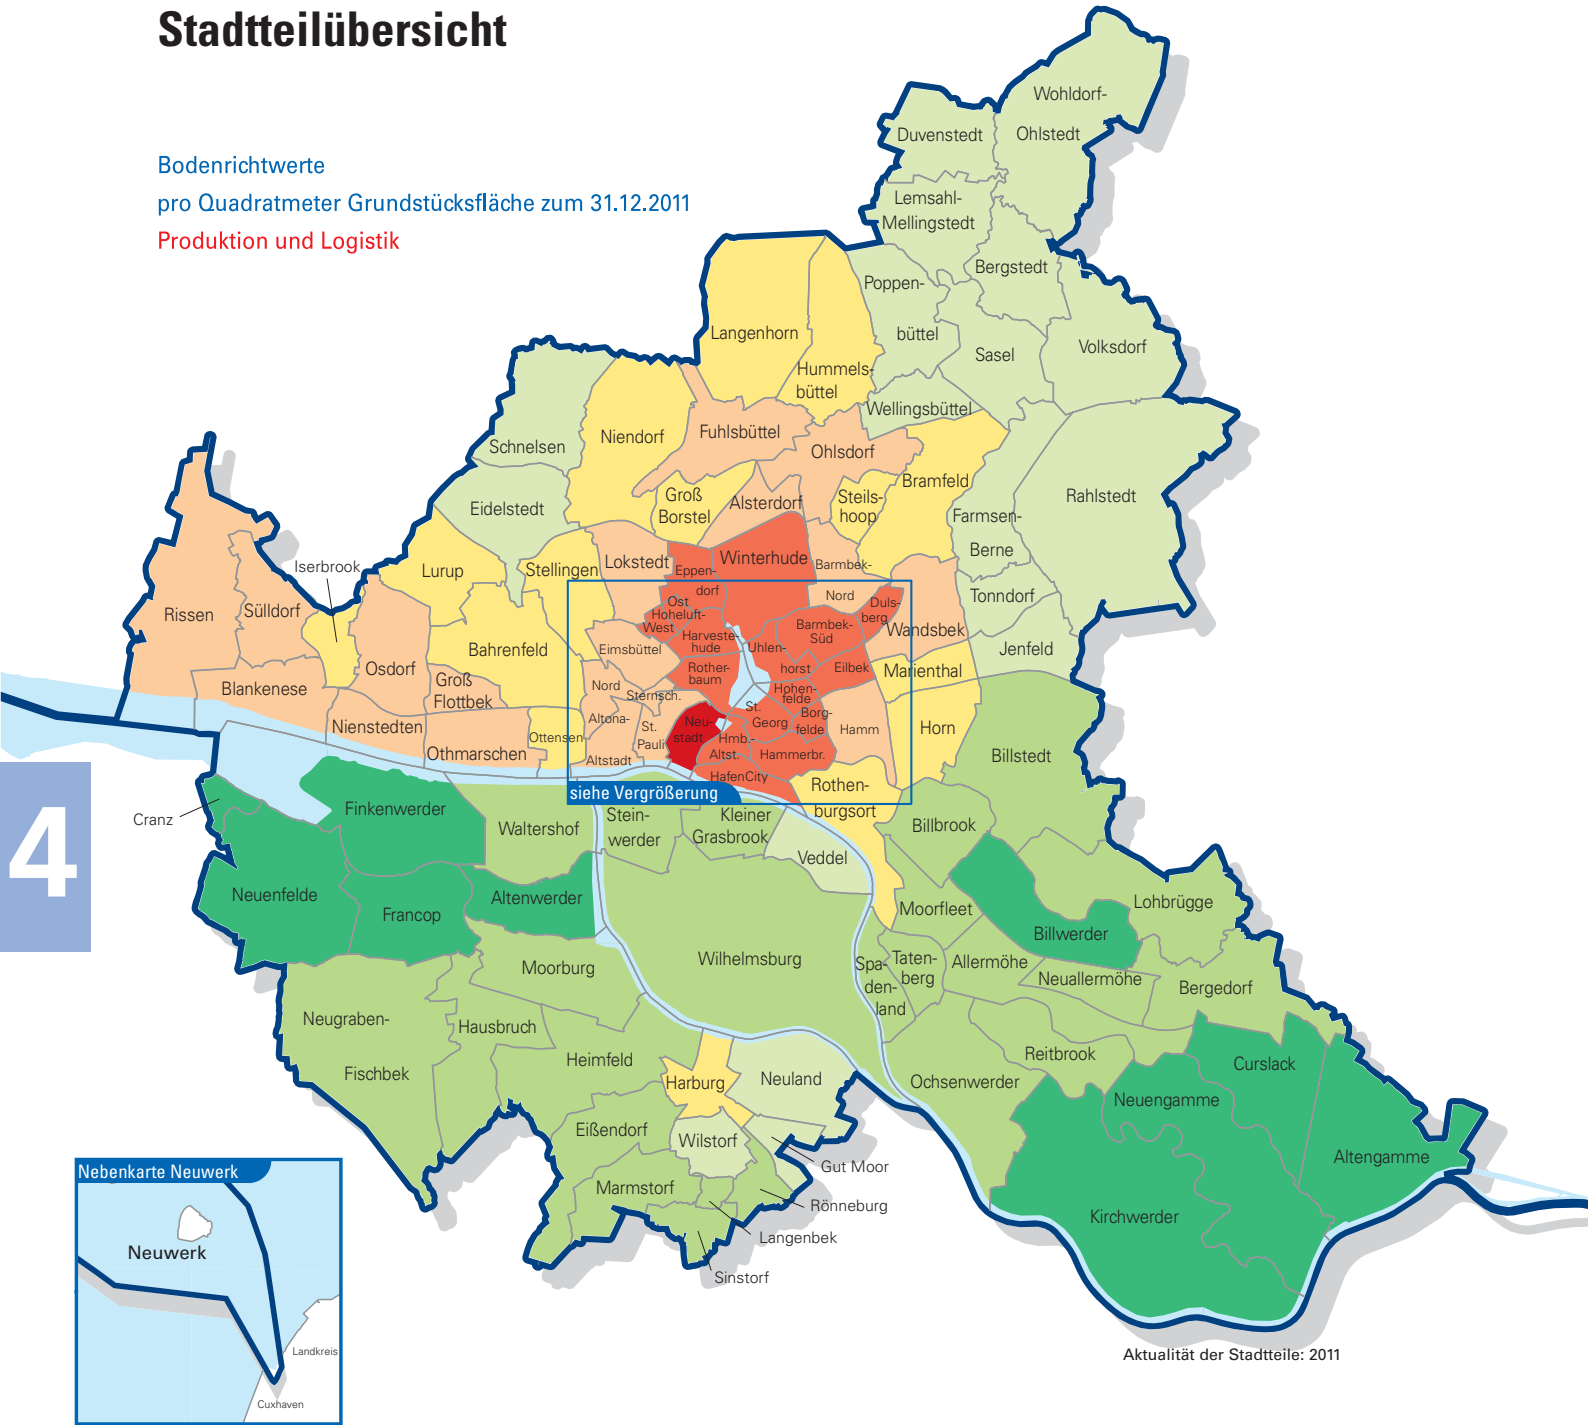 Stadtteilübersicht
Bodenrichtwerte
pro Quadratmeter Grundstücksfläche zum 31.12.2011
Produktion und Logistik
Wohldorf-
Ohlstedt
Duvenstedt
Lemsahl-
Mellingstedt
Bergstedt
Poppen-
büttel
Sasel
Volksdorf
Langenhorn
Hummels-
büttel
Wellingsbüttel
Schnelsen
Niendorf
Fuhlsbüttel
Ohlsdorf
Eidelstedt
Groß
Borstel
Alsterdorf
Steils-
hoop
Bramfeld
Farmsen-
Berne
Rahlstedt
Iserbrook
Lurup
Stellingen
Lokstedt
Eppen-
dorf
Winterhude
Barmbek-
Nord
Duls-
berg
Tonndorf
Rissen
Sülldorf
Osdorf
Bahrenfeld
Ost
Hoheluft-
West
Harveste-
hude
Uhlen-
horst
Barmbek-
Süd
Wandsbek
Jenfeld
Eimsbüttel
Rother-
baum
Eilbek
Marienthal
Blankenese
Groß
Flottbek
Nord
Altona-
Altstadt
Sternsch.
Hohen-
felde
Nienstedten
Othmarschen
Ottensen
St.
Pauli
Neu-
stadt
St.
Georg
Borg-
felde
Hamm
Horn
Hmb.-
Altst.
Hammerbr.
HafenCity
Billstedt
siehe Vergrößerung
Rothen-
burgsort
4
Cranz
Finkenwerder
Waltershof
Stein-
werder
Kleiner
Grasbrook
Veddel
Billbrook
Neuenfelde
Francop
Altenwerder
Moorfleet
Billwerder
Lohbrügge
Moorburg
Wilhelmsburg
Spa-
den-
land
Taten-
berg
Allermöhe
Neuallermöhe
Bergedorf
Neugraben-
Fischbek
Hausbruch
Heimfeld
Harburg
Neuland
Ochsenwerder
Reitbrook
Curslack
Neuengamme
Eißendorf
Wilstorf
Gut Moor
Altengamme
Marmstorf
Rönneburg
Kirchwerder
Langenbek
Sinstorf
Nebenkarte Neuwerk
Neuwerk
Landkreis
Cuxhaven
Aktualität der Stadtteile: 2011